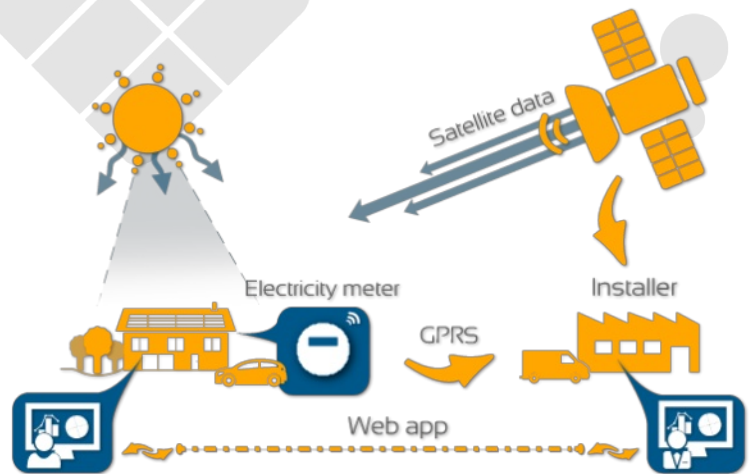 Satellite data
Electricity meter
Installer
GPRS
Web app